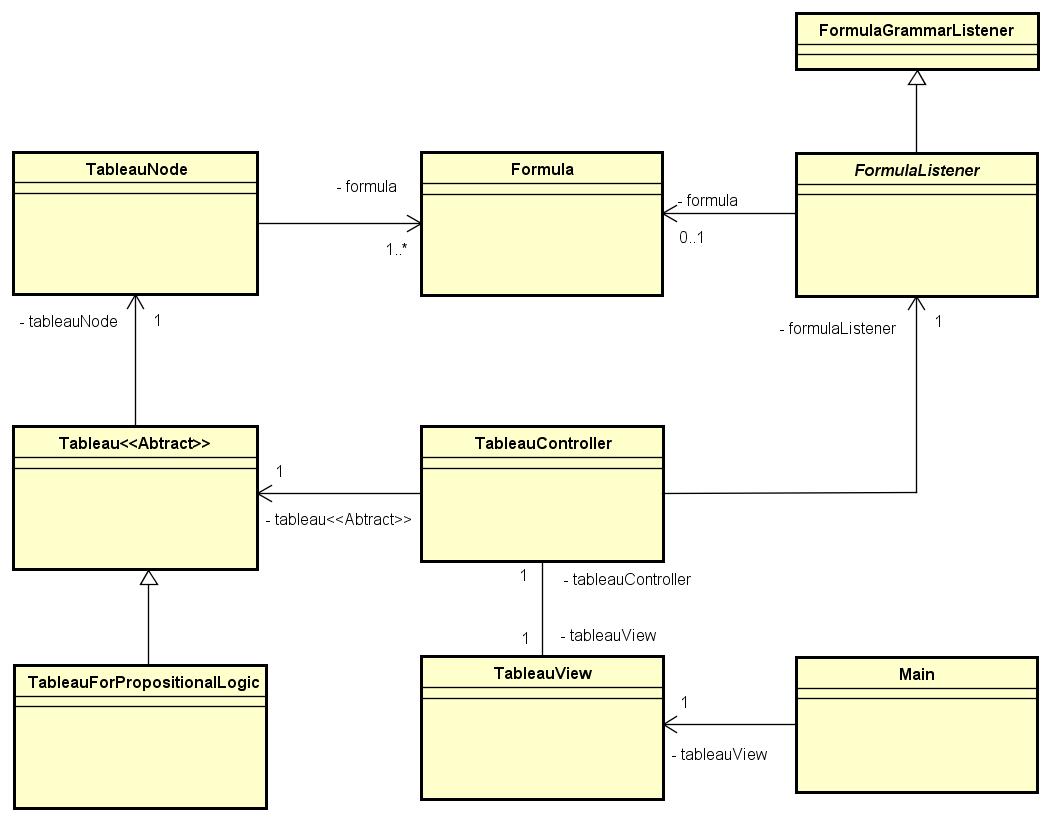 FormulaGrammarListener
TableauNode
Formula
FormulaListener
- formula
- formula
1..*
0..1
- tableauNode
1
- formulaListener
1
Tableau<<Abtract>>
TableauController
1
- tableau<<Abtract>>
1
- tableauController
1
- tableauView
TableauForPropositionalLogic
TableauView
Main
1
- tableauView